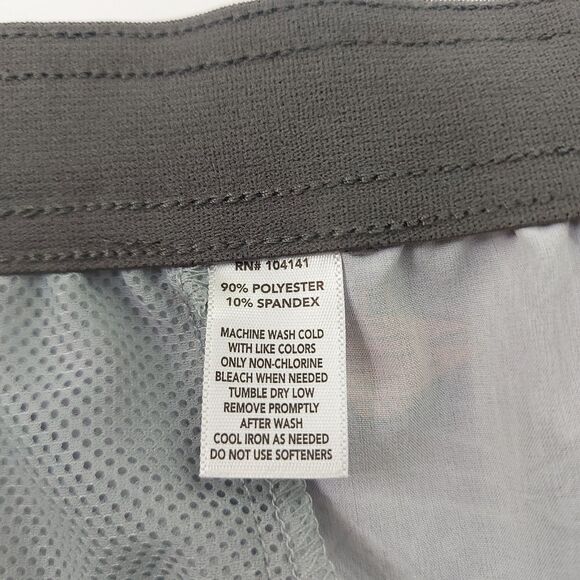 RN# 104141
90% POLYESTER
10% SPANDEX
MACHINE WASH COLD
WITH LIKE COLORS
ONLY NON-CHLORINE
BLEACH WHEN NEEDED
TUMBLE DRY LOW
REMOVE PROMPTLY
AFTER WASH
COOL IRON AS NEEDED
DO NOT USE SOFTENERS